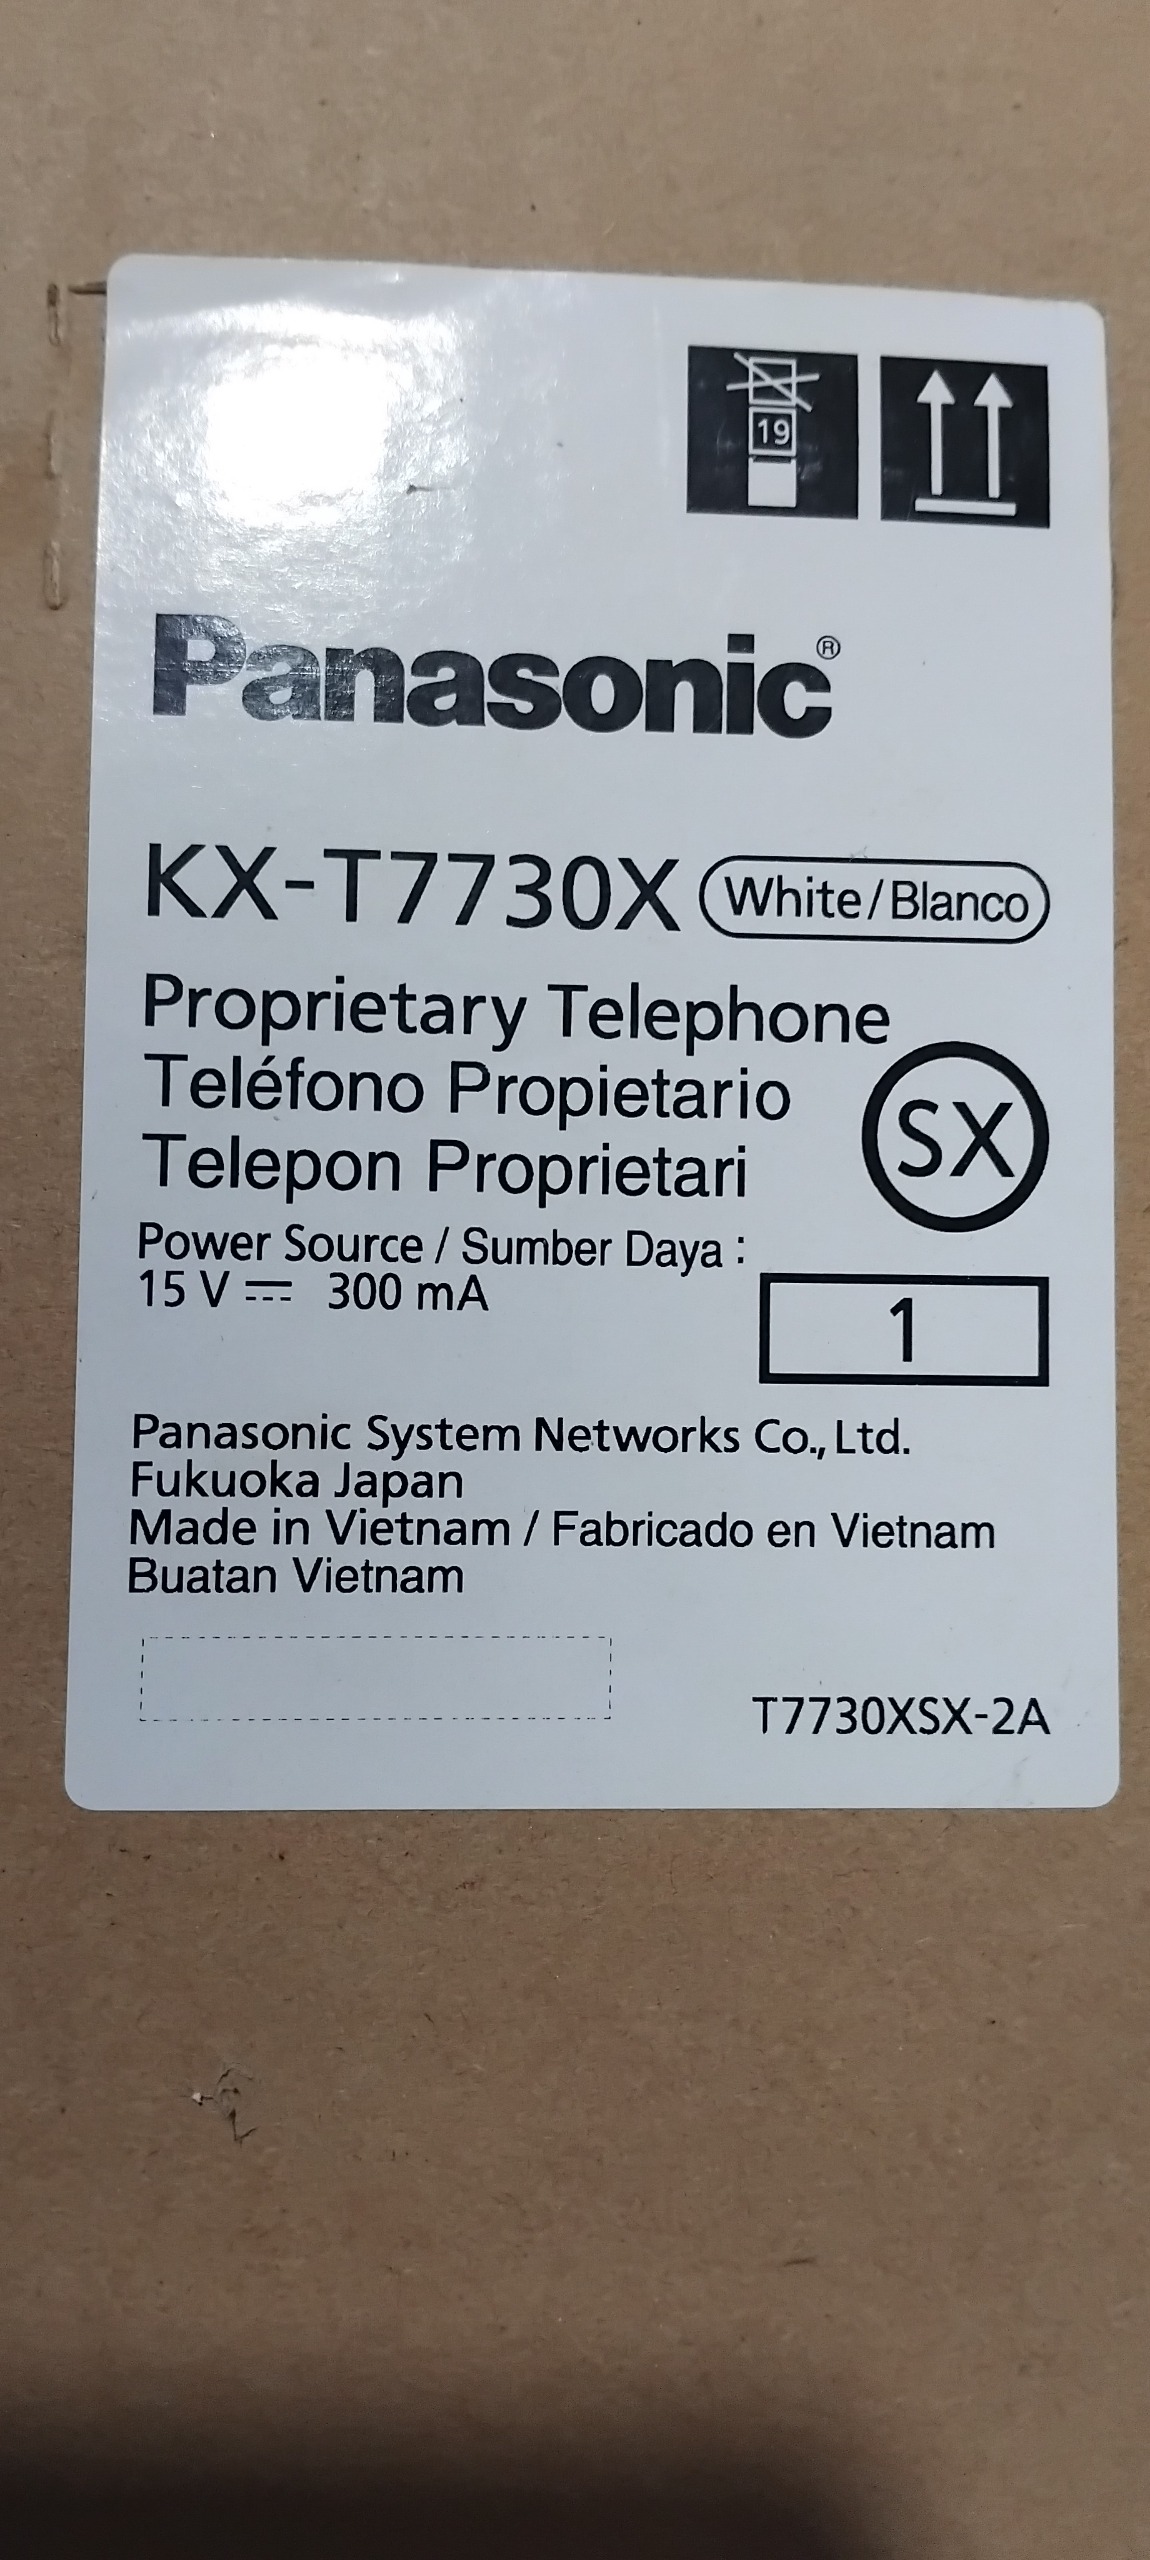 19
Panasonic®
KX-T7730X White/Blanco
Proprietary Telephone
Teléfono Propietario
Telepon Proprietari
SX
Power Source / Sumber Daya :
15 V ⎓ 300 mA
1
Panasonic System Networks Co., Ltd.
Fukuoka Japan
Made in Vietnam / Fabricado en Vietnam
Buatan Vietnam
T7730XSX-2A